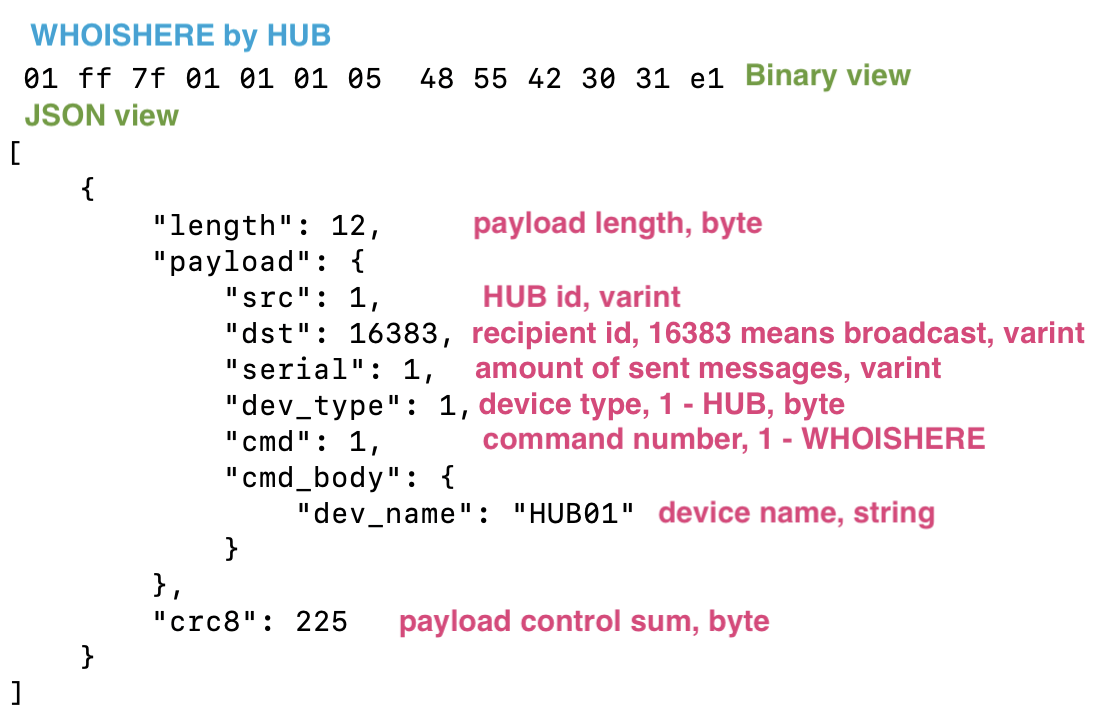 WHOISHERE by HUB
01 ff 7f 01 01 01 05 48 55 42 30 31 e1 Binary view
JSON view
[
{
"length": 12, payload length, byte
"payload": {
"src": 1, HUB id, varint
"dst": 16383, recipient id, 16383 means broadcast, varint
"serial": 1, amount of sent messages, varint
"dev_type": 1, device type, 1 - HUB, byte
"cmd": 1, command number, 1 - WHOISHERE
"cmd_body": {
"dev_name": "HUB01" device name, string
}
},
"crc8": 225 payload control sum, byte
}
]